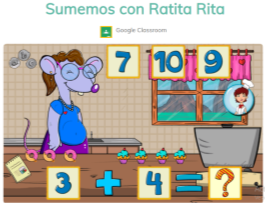 Sumemos con Ratita Rita
Google Classroom
7 10 9
3 + 4 = ?